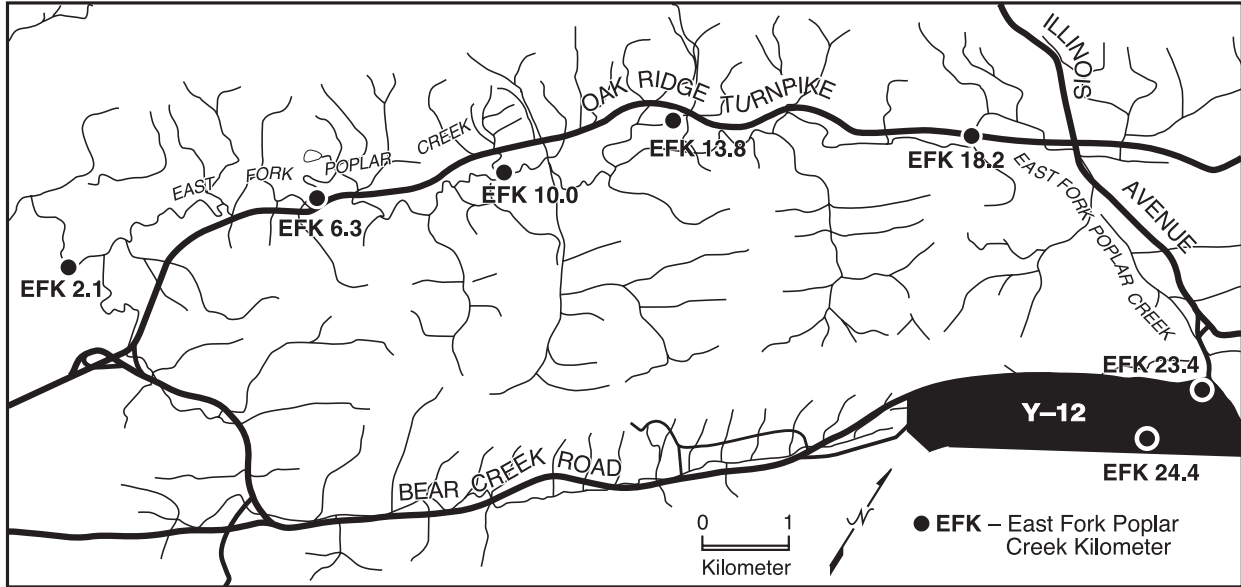 ILLINOIS
AVENUE
OAK RIDGE TURNPIKE
EFK 13.8
EFK 18.2
EAST FORK POPLAR CREEK
EFK 10.0
EFK 6.3
EFK 2.1
EAST FORK POPLAR CREEK
EFK 23.4
Y–12
EFK 24.4
BEAR CREEK ROAD
0 1
Kilometer
N
EFK – East Fork Poplar
Creek Kilometer